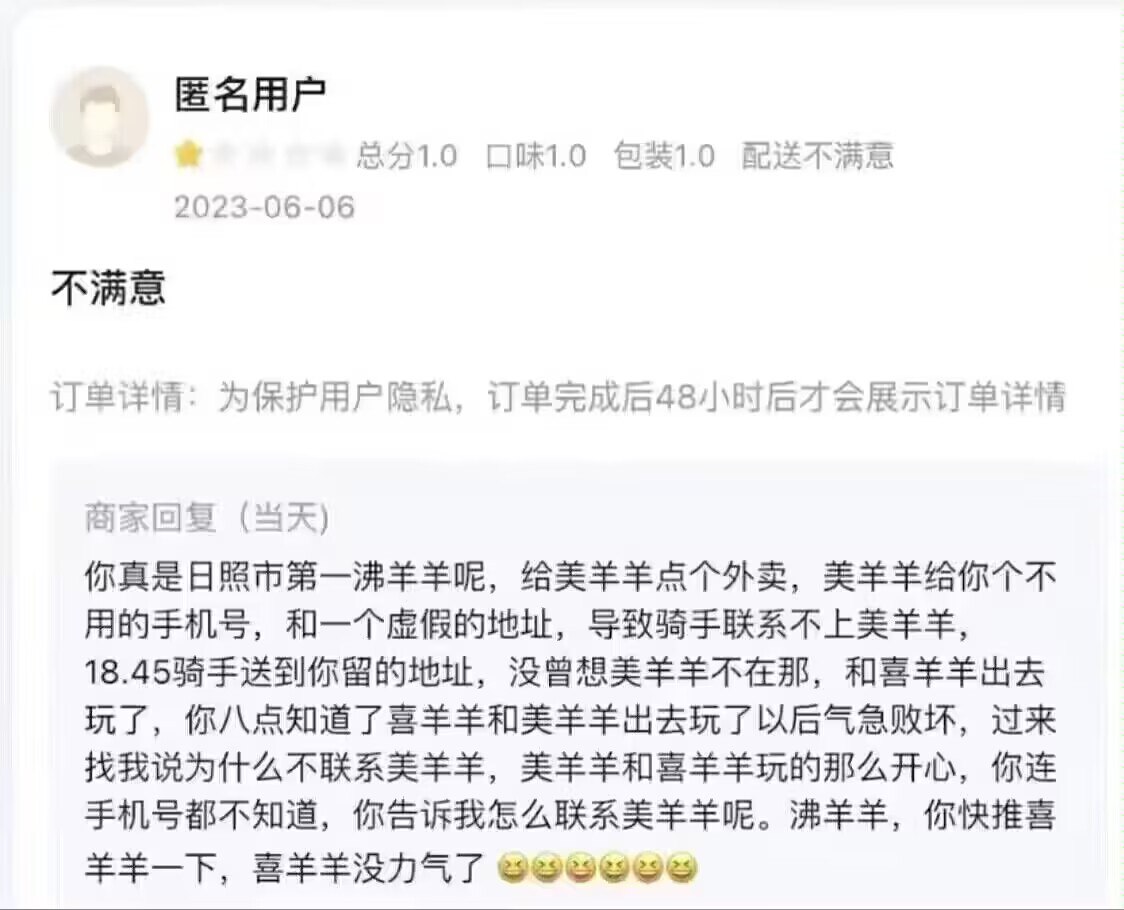 匿名用户
总分1.0 口味1.0 包装1.0 配送不满意
2023-06-06
不满意
订单详情：为保护用户隐私，订单完成后48小时后才会展示订单详情
商家回复（当天)
你真是日照市第一沸羊羊呢，给美羊羊点个外卖，美羊羊给你个不
用的手机号，和一个虚假的地址，导致骑手联系不上美羊羊，
18.45骑手送到你留的地址，没曾想美羊羊不在那，和喜羊羊出去
玩了，你八点知道了喜羊羊和美羊羊出去玩了以后气急败坏，过来
找我说为什么不联系美羊羊，美羊羊和喜羊羊玩的那么开心，你连
手机号都不知道，你告诉我怎么联系美羊羊呢。沸羊羊，你快推喜
羊羊一下，喜羊羊没力气了 😆😆😝😆😝😆